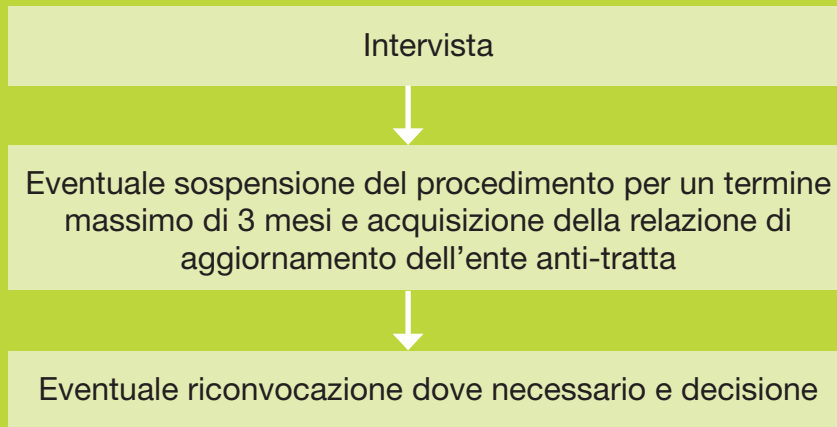 Intervista
Eventuale sospensione del procedimento per un termine
massimo di 3 mesi e acquisizione della relazione di
aggiornamento dell’ente anti-tratta
Eventuale riconvocazione dove necessario e decisione